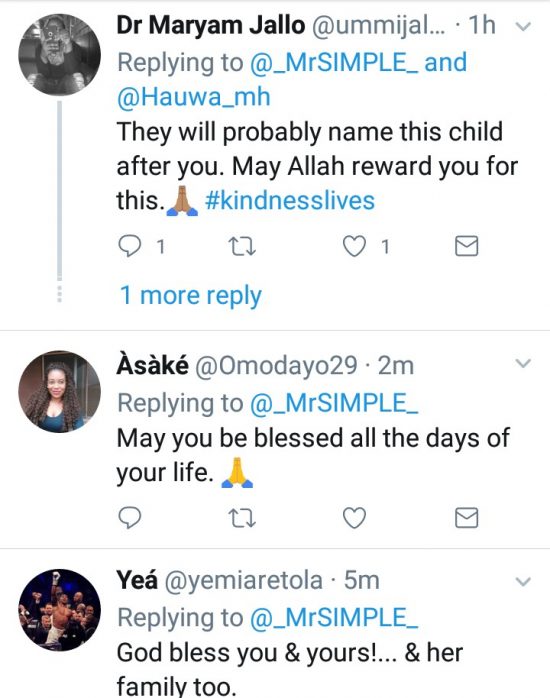 Dr Maryam Jallo @ummijal... · 1h
Replying to @_MrSIMPLE_ and
@Hauwa_mh
They will probably name this child
after you. May Allah reward you for
this.🙏🏽 #kindnesslives
1 1
1 more reply
Àsàké @Omodayo29 · 2m
Replying to @_MrSIMPLE_
May you be blessed all the days of
your life. 🙏
Yeá @yemiaretola · 5m
Replying to @_MrSIMPLE_
God bless you & yours!... & her
family too.